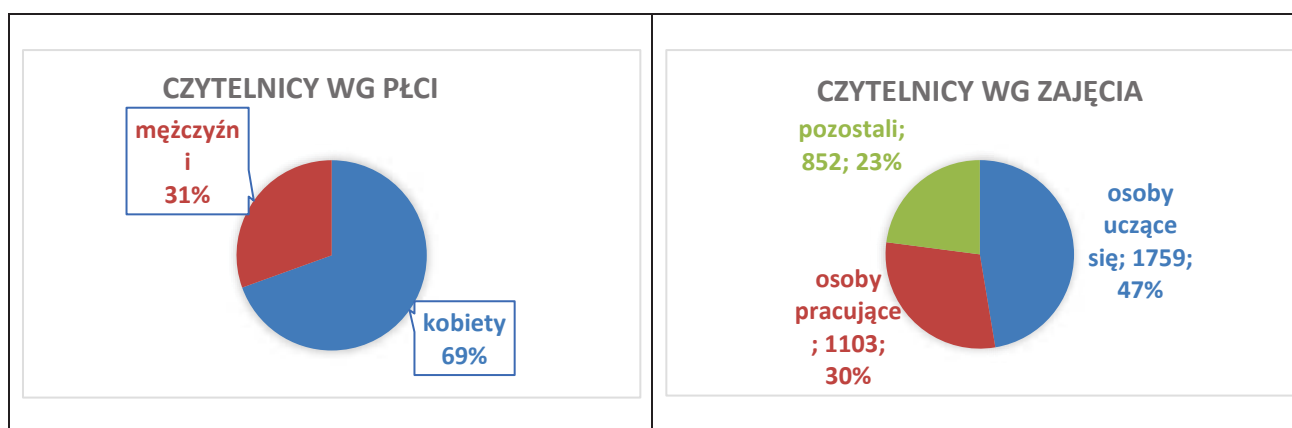 CZYTELNICY WG PŁCI
mężczyźn
i
31%
kobiety
69%
CZYTELNICY WG ZAJĘCIA
pozostali;
852; 23%
osoby
uczące
się; 1759;
47%
osoby
pracujące
; 1103;
30%